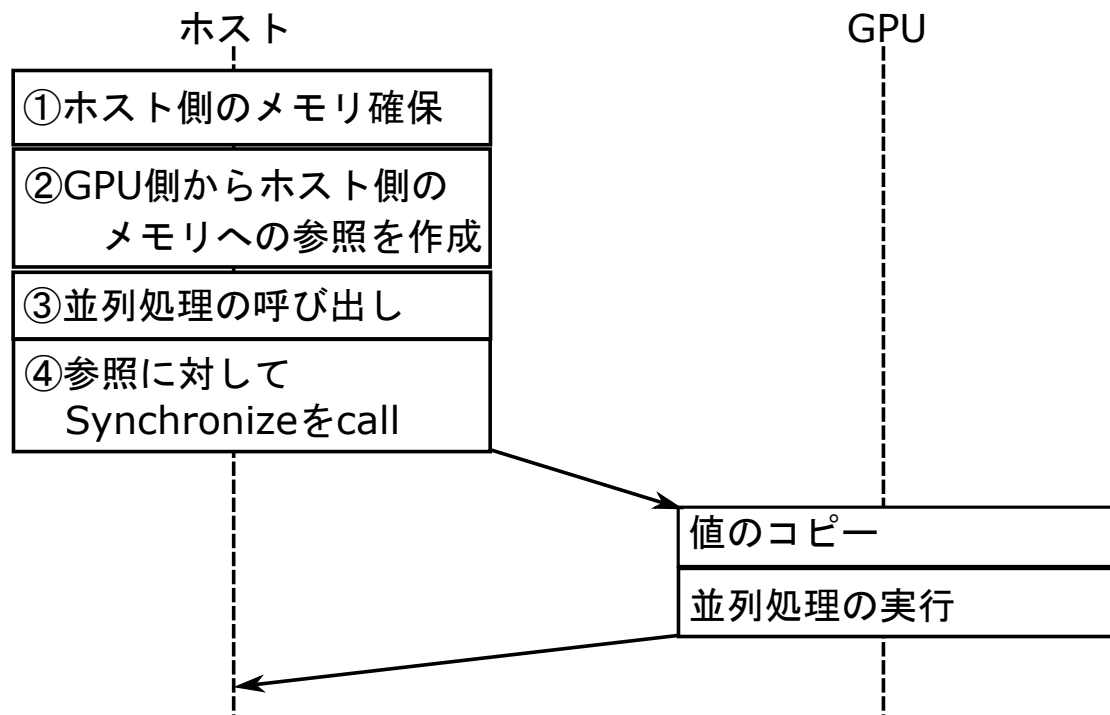 ホスト
GPU
①ホスト側のメモリ確保
②GPU側からホスト側の
メモリへの参照を作成
③並列処理の呼び出し
④参照に対して
Synchronizeをcall
値のコピー
並列処理の実行